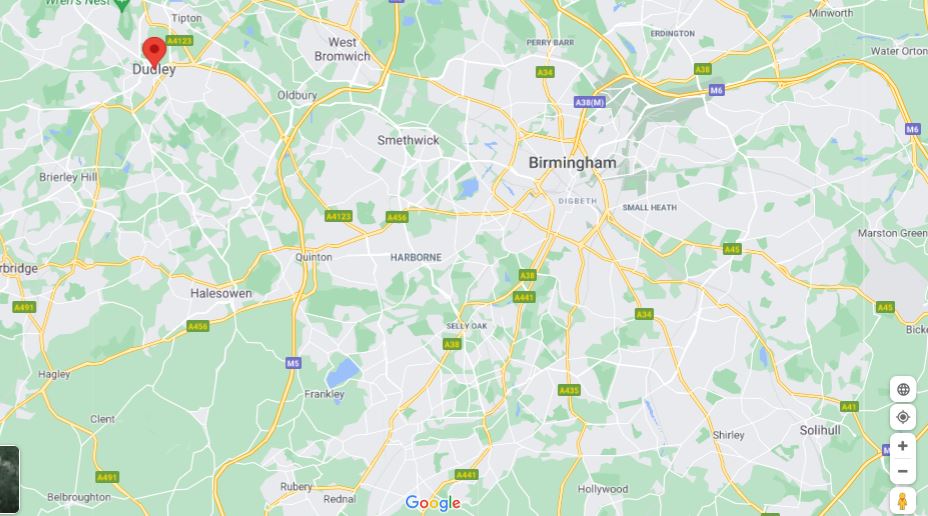 Wren's Nest
Tipton
A4123
Dudley
West
Bromwich
Oldbury
PERRY BARR
ERDINGTON
Minworth
Water Orton
A34
A38
M6
A38(M)
M6
Smethwick
Birmingham
Brierley Hill
DIGBETH
SMALL HEATH
A4123
A456
Marston Green
A45
Quinton
HARBORNE
rbridge
A38
Halesowen
A441
A491
A34
A45
A456
SELLY OAK
Bicke
A38
M5
Hagley
Frankley
A435
A41
Clent
Shirley
Solihull
M
A491
A441
Belbroughton
Rubery
Rednal
Hollywood
Google